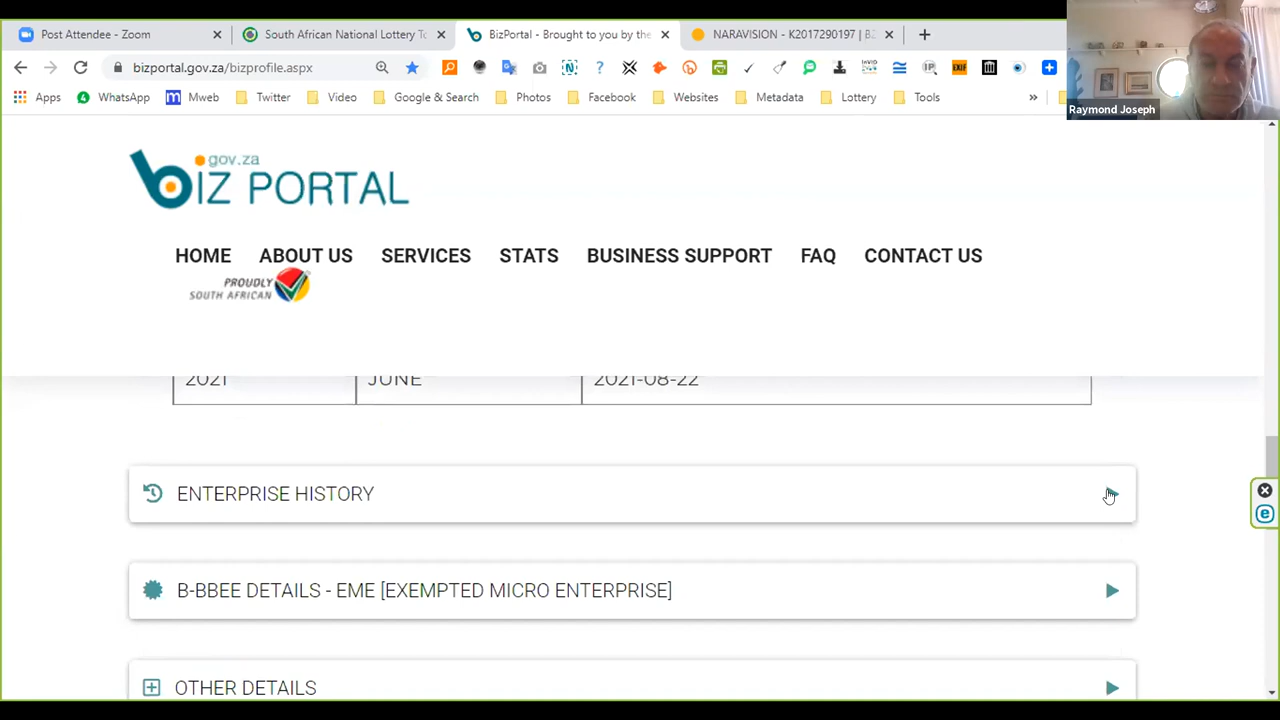 Post Attendee - Zoom
South African National Lottery To
BizPortal - Brought to you by the
NARAVISION - K2017290197 | B2
bizportal.gov.za/bizprofile.aspx
Apps
WhatsApp
Mweb
Twitter
Video
Google & Search
Photos
Facebook
Websites
Metadata
Lottery
Tools
Raymond Joseph
gov.za
biz PORTAL
HOME
ABOUT US
SERVICES
STATS
BUSINESS SUPPORT
FAQ
CONTACT US
PROUDLY
SOUTH AFRICAN
2021
JUNE
2021-08-22
ENTERPRISE HISTORY
B-BBEE DETAILS - EME [EXEMPTED MICRO ENTERPRISE]
OTHER DETAILS